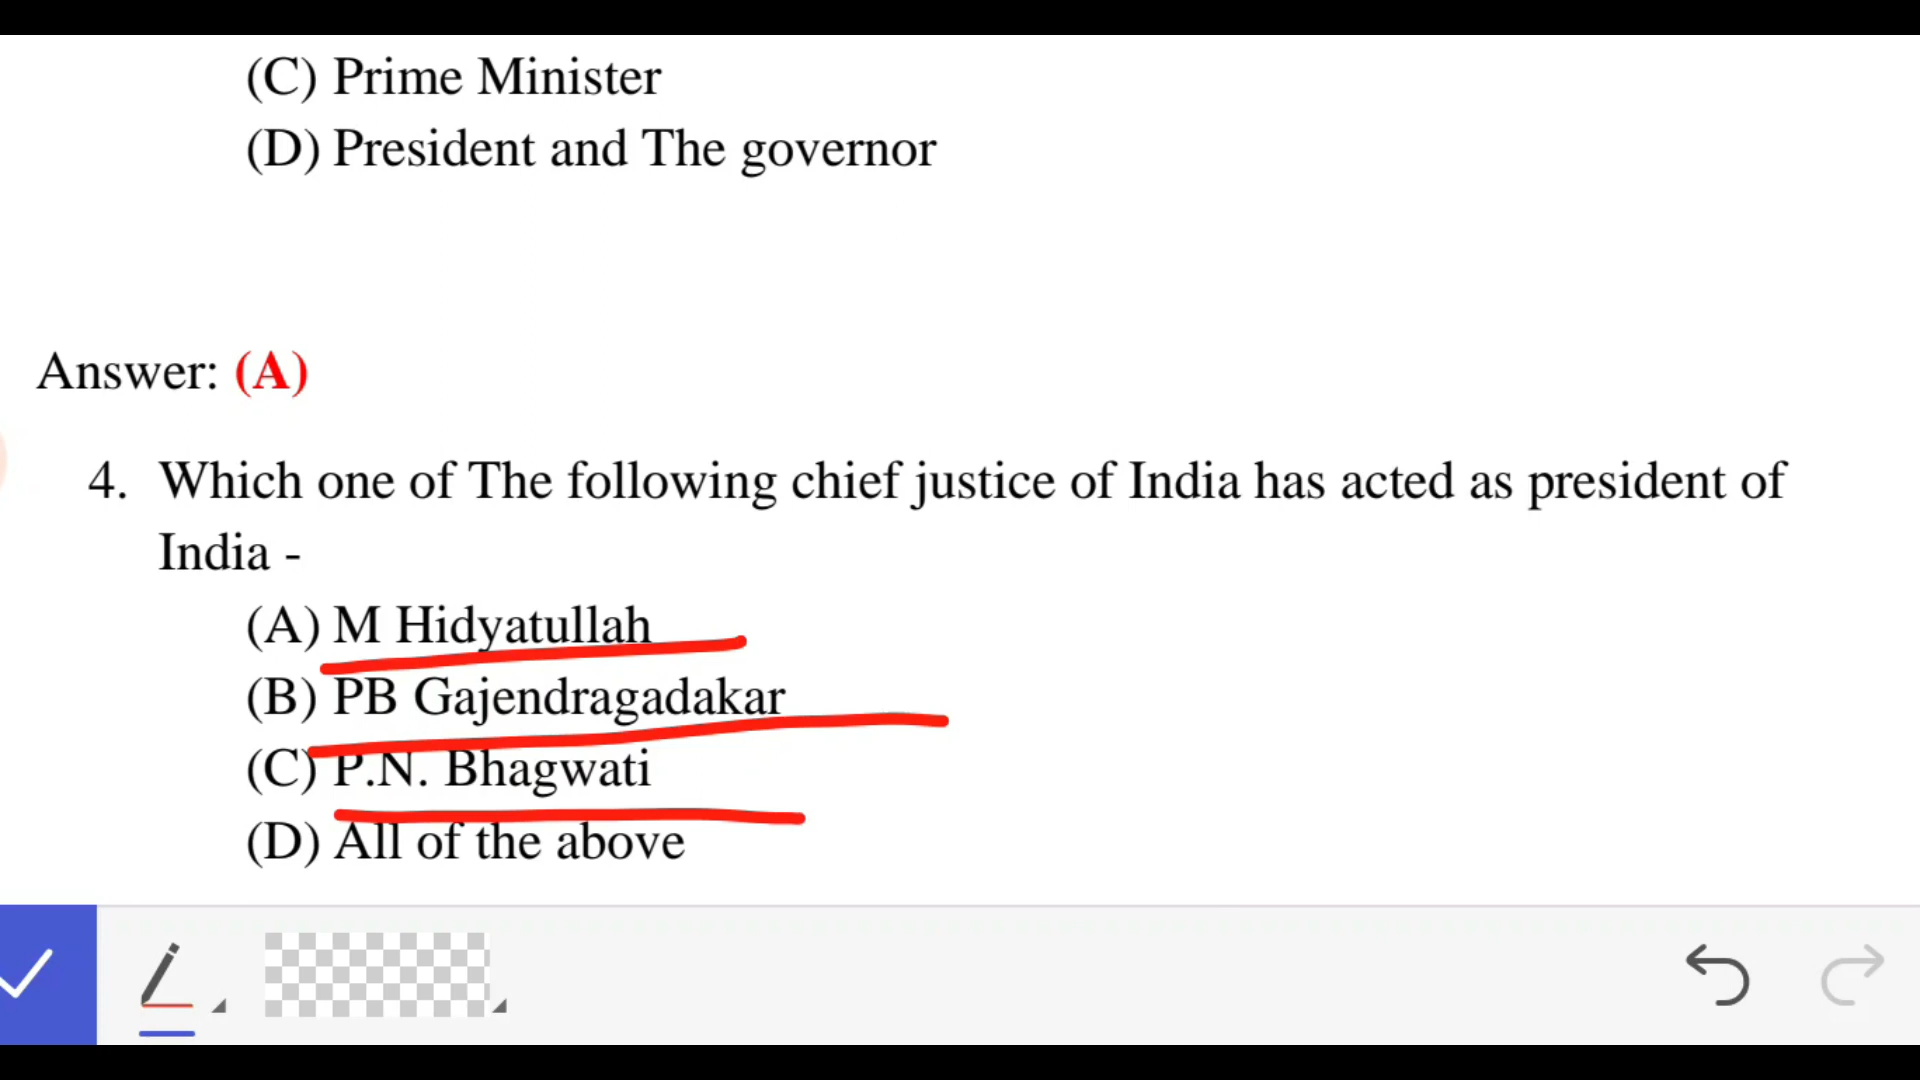 (C) Prime Minister
(D) President and The governor
Answer: (A)
4. Which one of The following chief justice of India has acted as president of
India -
(A) M Hidyatullah
(B) PB Gajendragadakar
(C) P.N. Bhagwati
(D) All of the above